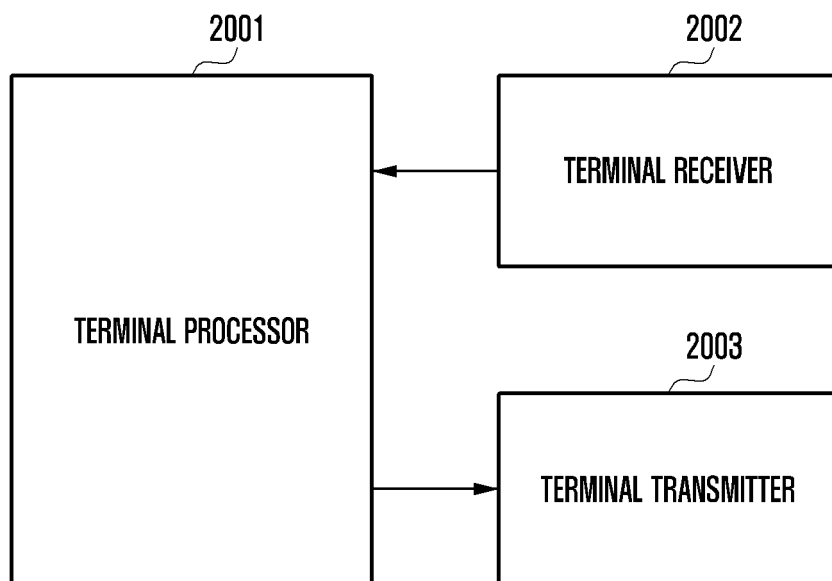 2001
2002
TERMINAL RECEIVER
TERMINAL PROCESSOR
2003
TERMINAL TRANSMITTER